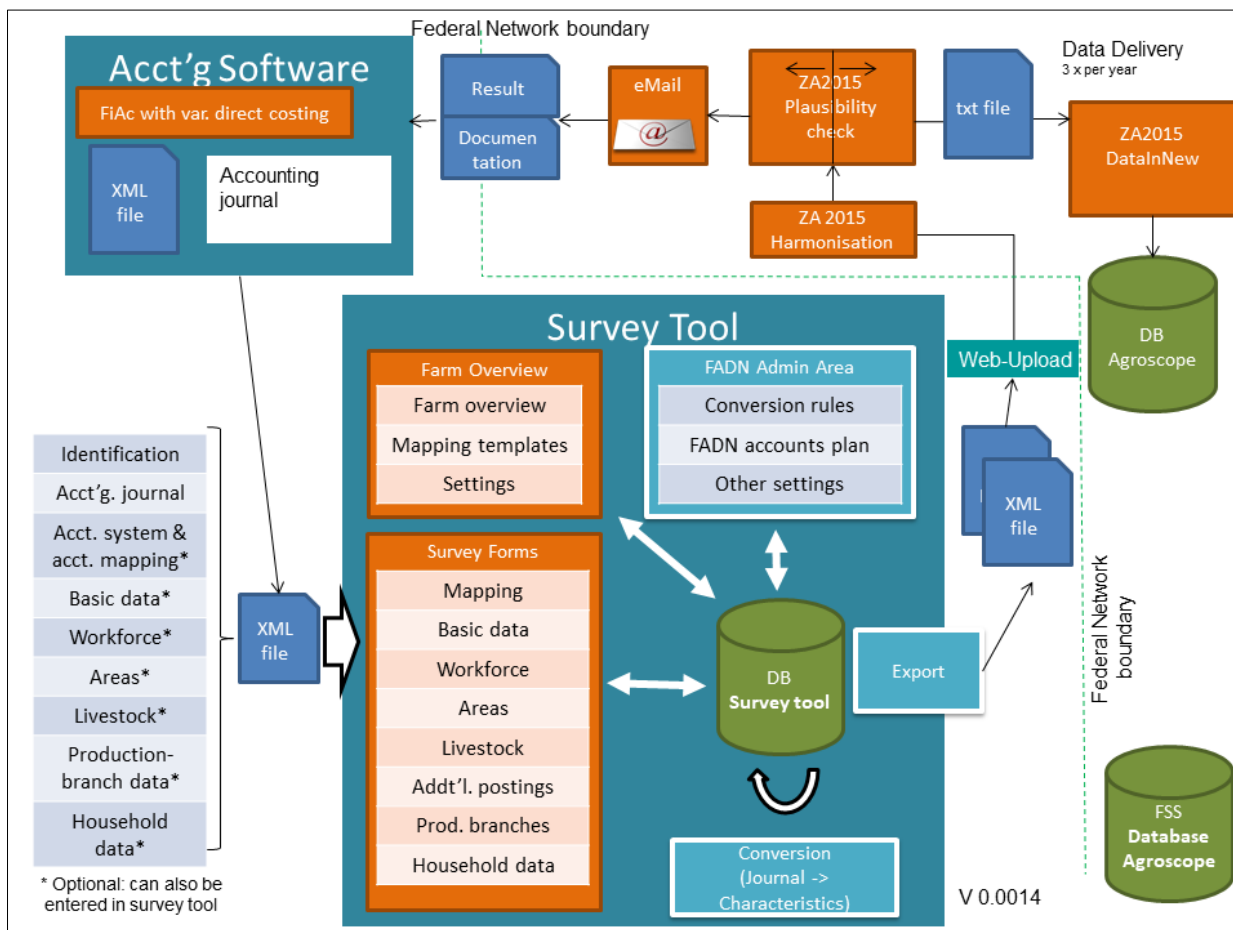 Federal Network boundary
Acct'g Software
FiAc with var. direct costing
XML
file
Accounting
journal
Result
Documen
tation
eMail
@
ZA2015
Plausibility
check
txt file
Data Delivery
3 x per year
ZA2015
DataInNew
ZA 2015
Harmonisation
DB
Agroscope
Web-Upload
XML
file
Federal Network
boundary
Survey Tool
Farm Overview
Farm overview
Mapping templates
Settings
FADN Admin Area
Conversion rules
FADN accounts plan
Other settings
Survey Forms
Mapping
Basic data
Workforce
Areas
Livestock
Addt'l. postings
Prod. branches
Household data
DB
Survey tool
Export
Conversion
(Journal ->
Characteristics)
Identification
Acct'g. journal
Acct. system &
acct. mapping*
Basic data*
Workforce*
Areas*
Livestock*
Production-
branch data*
Household
data*
XML
file
* Optional: can also be
entered in survey tool
V 0.0014
FSS
Database
Agroscope